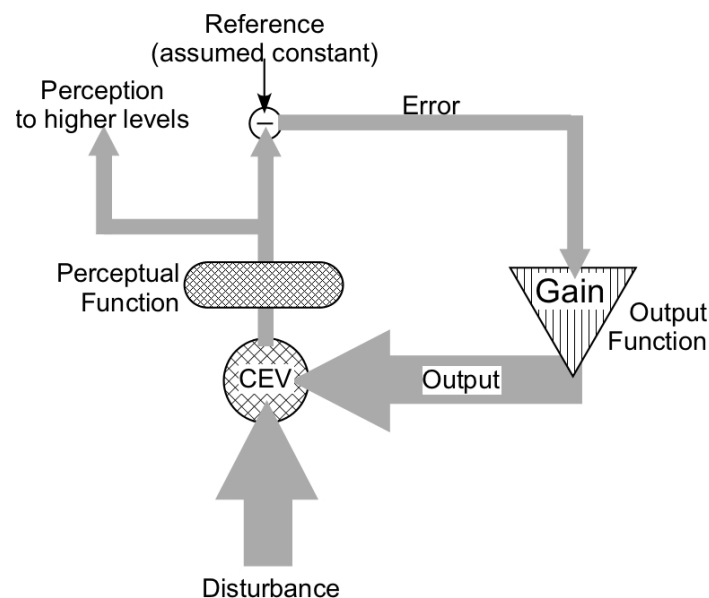 Reference
(assumed constant)
Perception
to higher levels
−
Error
Perceptual
Function
Gain
Output
Function
CEV
Output
Disturbance